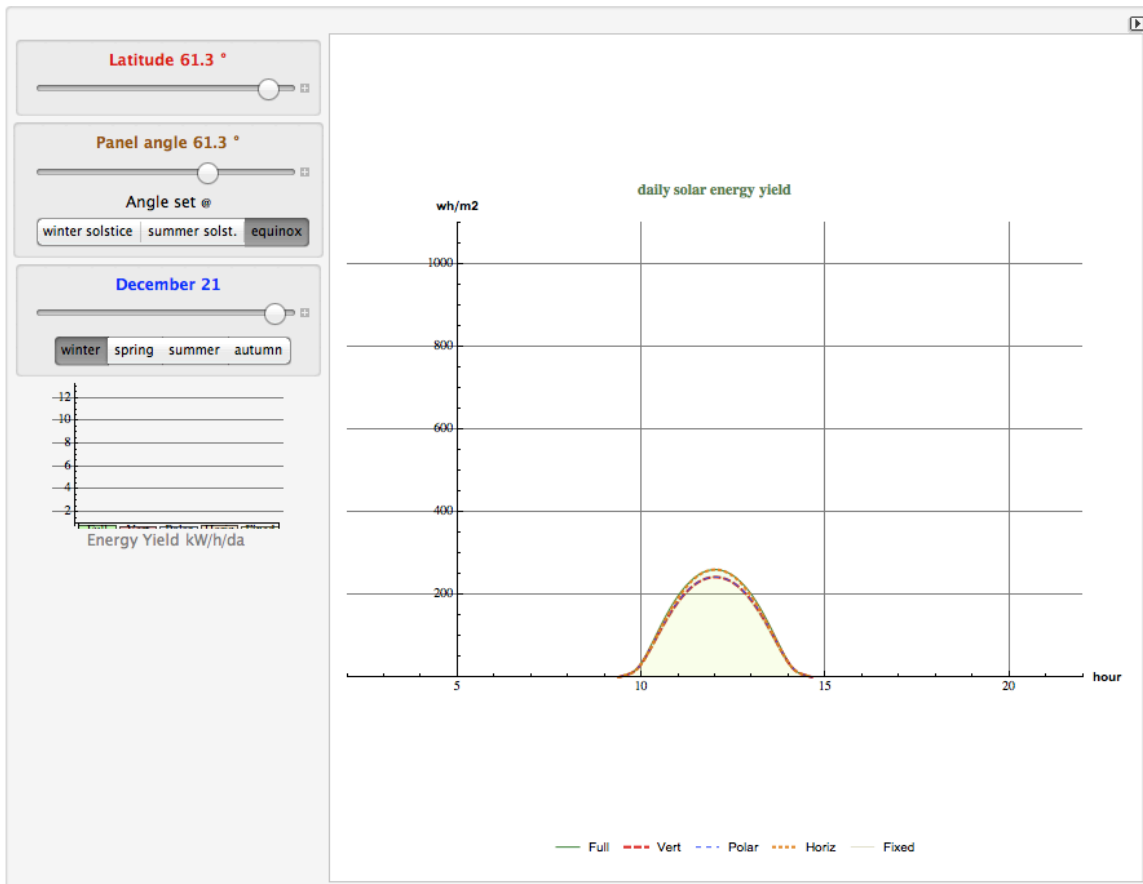 Latitude 61.3 °
Panel angle 61.3 °
Angle set @
winter solstice summer solst. equinox
December 21
winter spring summer autumn
12
10
8
6
4
2
Energy Yield kW/h/da
daily solar energy yield
wh/m2
1000
800
600
400
200
5 10 15 20 hour
Full Vert Polar Horiz Fixed